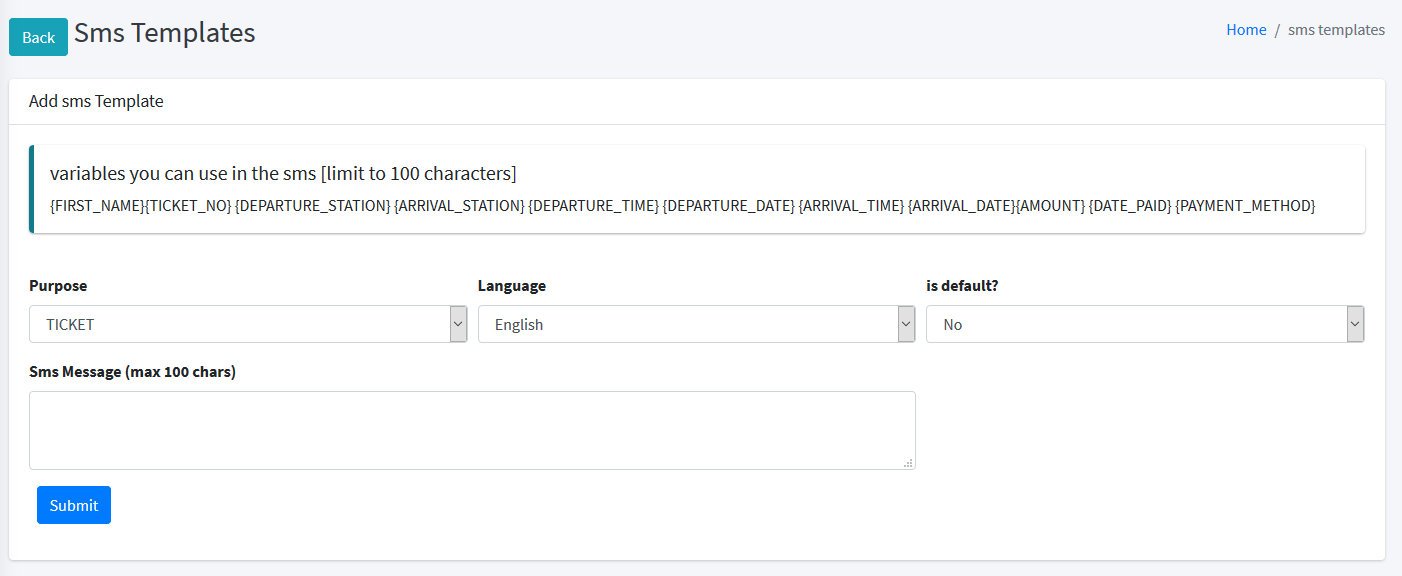 Back Sms Templates
Home / sms templates
Add sms Template
variables you can use in the sms [limit to 100 characters]
{FIRST_NAME}{TICKET_NO} {DEPARTURE_STATION} {ARRIVAL_STATION} {DEPARTURE_TIME} {DEPARTURE_DATE} {ARRIVAL_TIME} {ARRIVAL_DATE}{AMOUNT} {DATE_PAID} {PAYMENT_METHOD}
Purpose Language is default?
TICKET English No
Sms Message (max 100 chars)
Submit